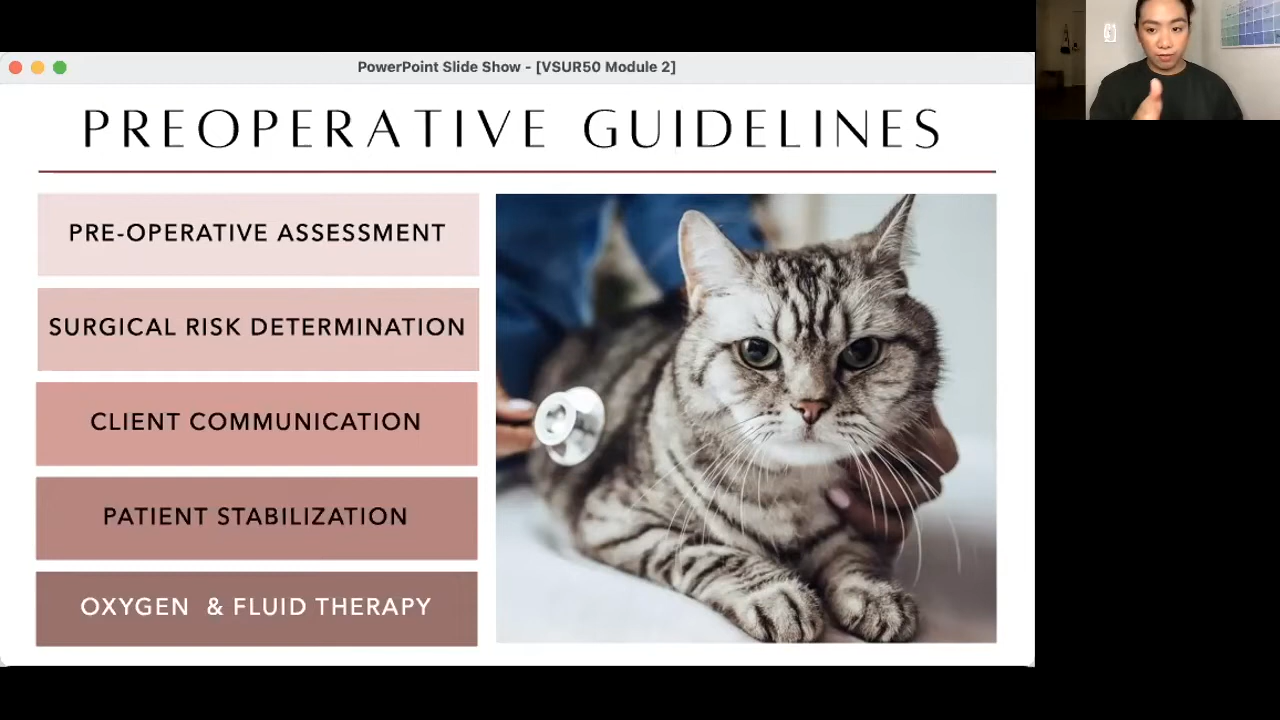 PowerPoint Slide Show - [VSUR50 Module 2]
PREOPERATIVE GUIDELINES
PRE-OPERATIVE ASSESSMENT
SURGICAL RISK DETERMINATION
CLIENT COMMUNICATION
PATIENT STABILIZATION
OXYGEN & FLUID THERAPY